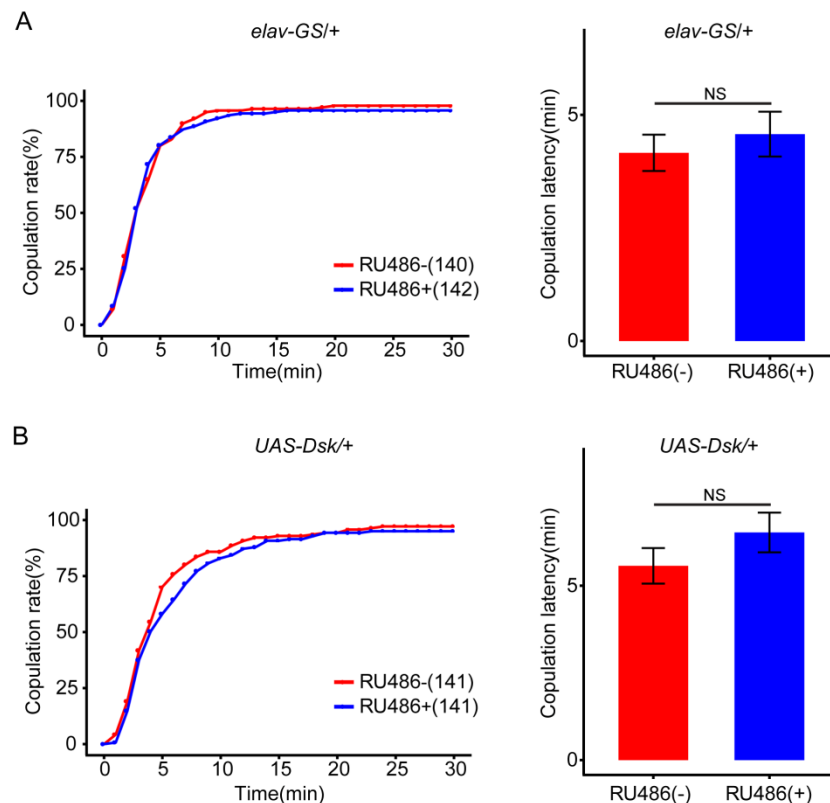 A
elav-GS/+
Copulation rate(%)
100
75
50
25
0
RU486-(140)
RU486+(142)
0 5 10 15 20 25 30
Time(min)
elav-GS/+
Copulation latency(min)
5
0
NS
RU486(-) RU486(+)
B
UAS-Dsk/+
Copulation rate(%)
100
75
50
25
0
RU486-(141)
RU486+(141)
0 5 10 15 20 25 30
Time(min)
UAS-Dsk/+
Copulation latency(min)
5
0
NS
RU486(-) RU486(+)